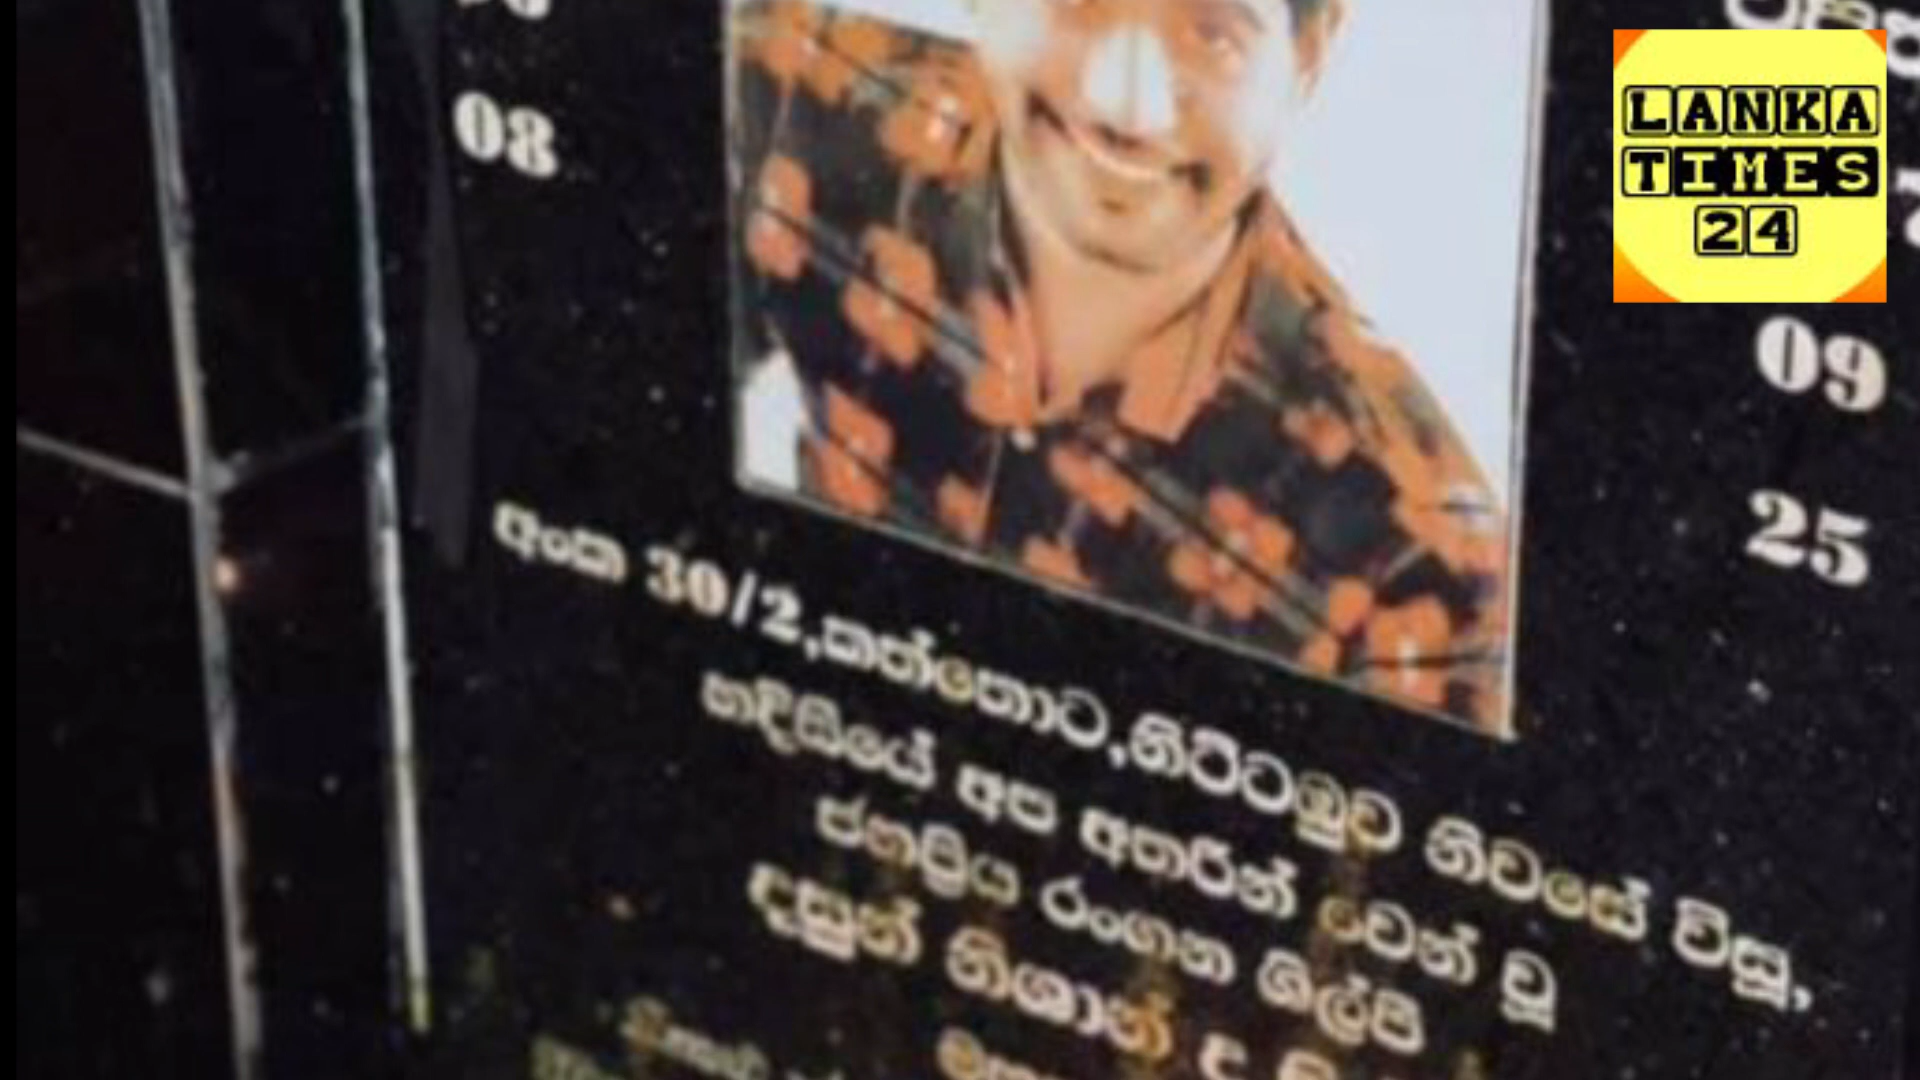 08
LANKA
TIMES
24
09
25
අංක 30/2,කත්තොට,නිට්ටඹුව නිවසේ විසූ,
හදිසියේ අප අතරින් වෙන් වූ
ජනප්‍රිය රංගන ශිල්පී
දසුන් නිශාන් ද